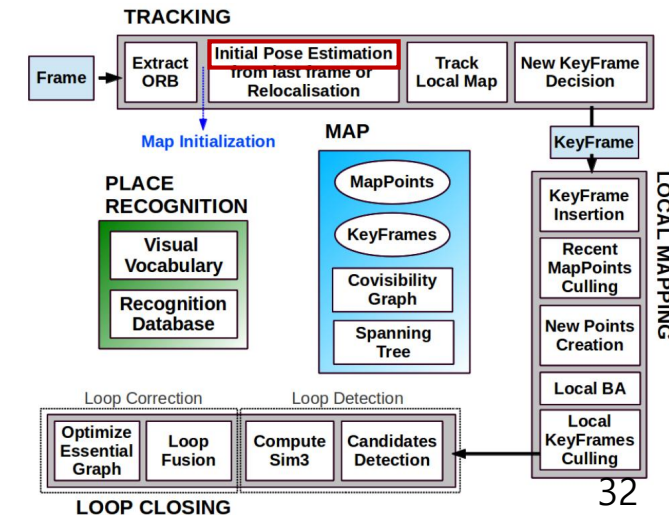 TRACKING
Frame
Extract
ORB
Initial Pose Estimation
from last frame or
Relocalisation
Track
Local Map
New KeyFrame
Decision
Map Initialization
KeyFrame
MAP
MapPoints
KeyFrames
Covisibility
Graph
Spanning
Tree
PLACE
RECOGNITION
Visual
Vocabulary
Recognition
Database
LOCAL MAPPING
KeyFrame
Insertion
Recent
MapPoints
Culling
New Points
Creation
Local BA
Local
KeyFrames
Culling
Loop Correction
Loop Detection
Optimize
Essential
Graph
Loop
Fusion
Compute
Sim3
Candidates
Detection
LOOP CLOSING
32